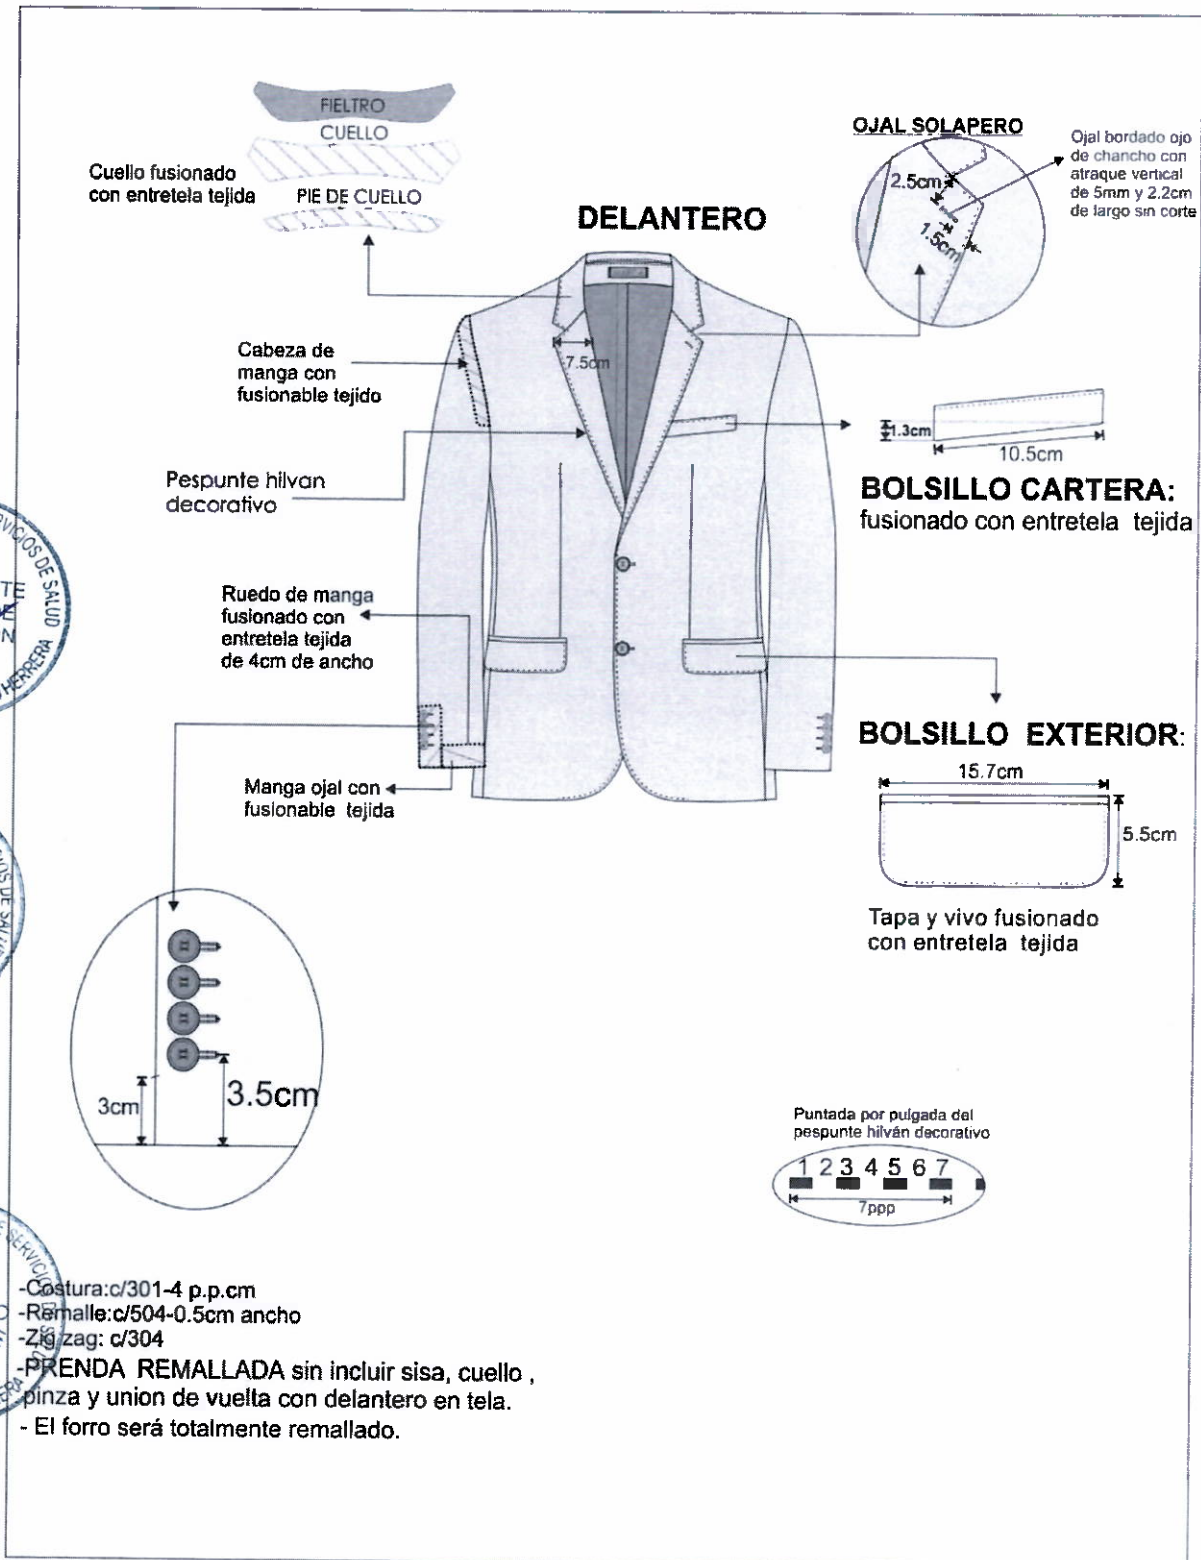 FIELTRO
CUELLO
Cuello fusionado
con entretela tejida
PIE DE CUELLO
DELANTERO
OJAL SOLAPERO
2.5cm
1.5cm
Ojal bordado ojo
de chancho con
atraque vertical
de 5mm y 2.2cm
de largo sin corte
Cabeza de
manga con
fusionable tejido
7.5cm
1.3cm
10.5cm
BOLSILLO CARTERA:
fusionado con entretela tejida
Pespunte hilvan
decorativo
Ruedo de manga
fusionado con
entretela tejida
de 4cm de ancho
Manga ojal con
fusionable tejida
BOLSILLO EXTERIOR:
15.7cm
5.5cm
Tapa y vivo fusionado
con entretela tejida
3cm
3.5cm
Puntada por pulgada del
pespunte hilván decorativo
1 2 3 4 5 6 7
7ppp
-Costura:c/301-4 p.p.cm
-Remalle:c/504-0.5cm ancho
-Zig zag: c/304
-PRENDA REMALLADA sin incluir sisa, cuello ,
pinza y union de vuelta con delantero en tela.
- El forro será totalmente remallado.
SERVICIOS DE SALUD
HERRERA